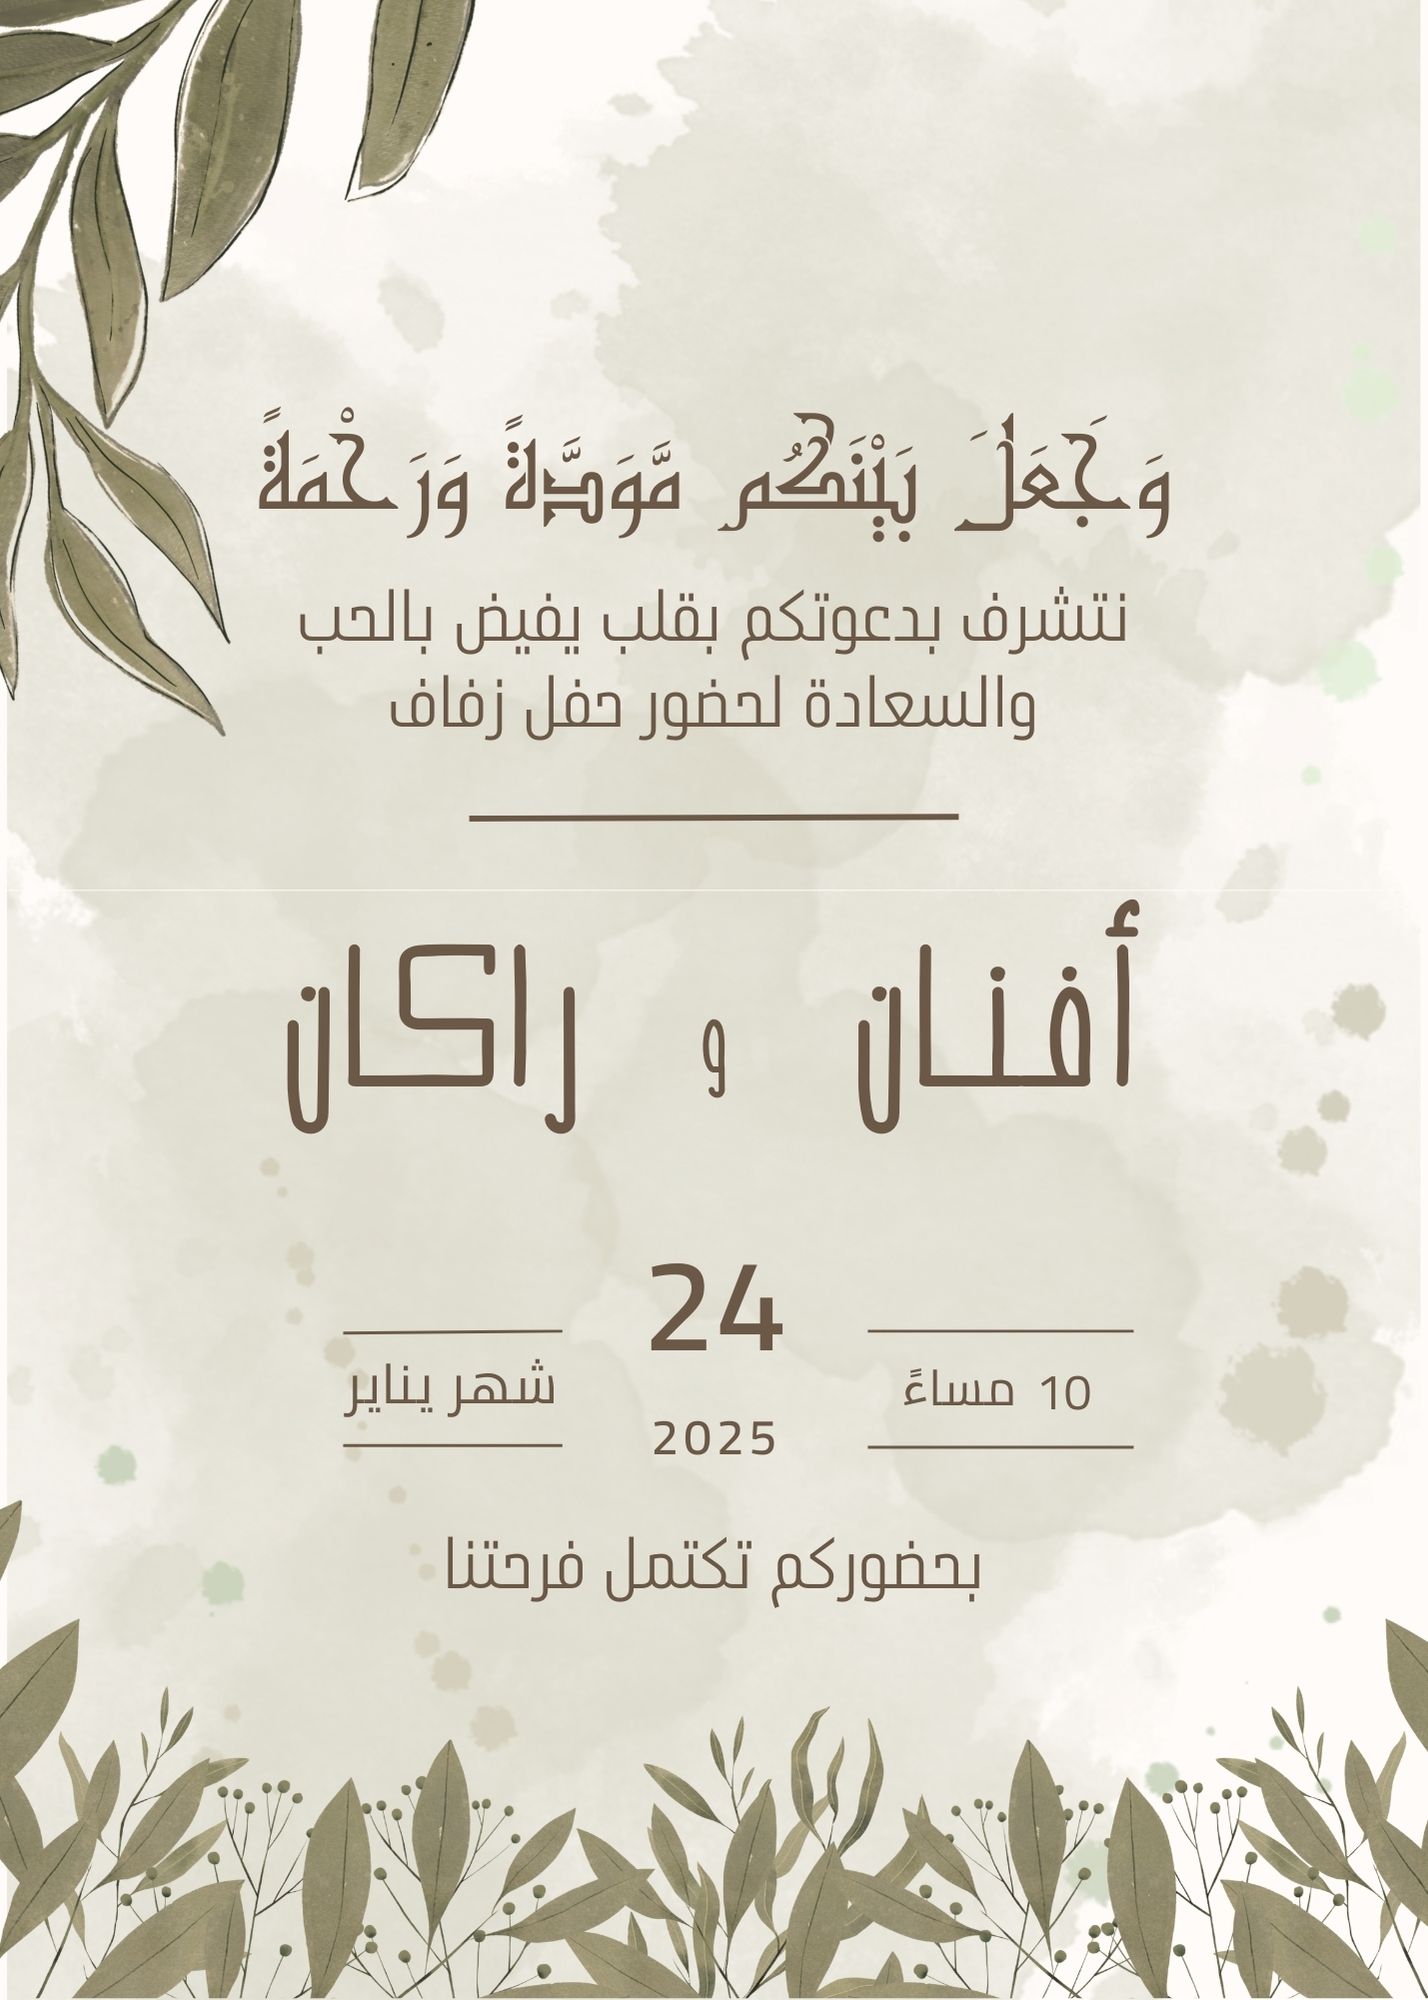 وَجَعَلَ بَيْنَكُم مَّوَدَّةً وَرَحْمَةً
نتشرف بدعوتكم بقلب يفيض بالحب
والسعادة لحضور حفل زفاف
أفنان و راكان
24
10 مساءً
شهر يناير
2025
بحضوركم تكتمل فرحتنا